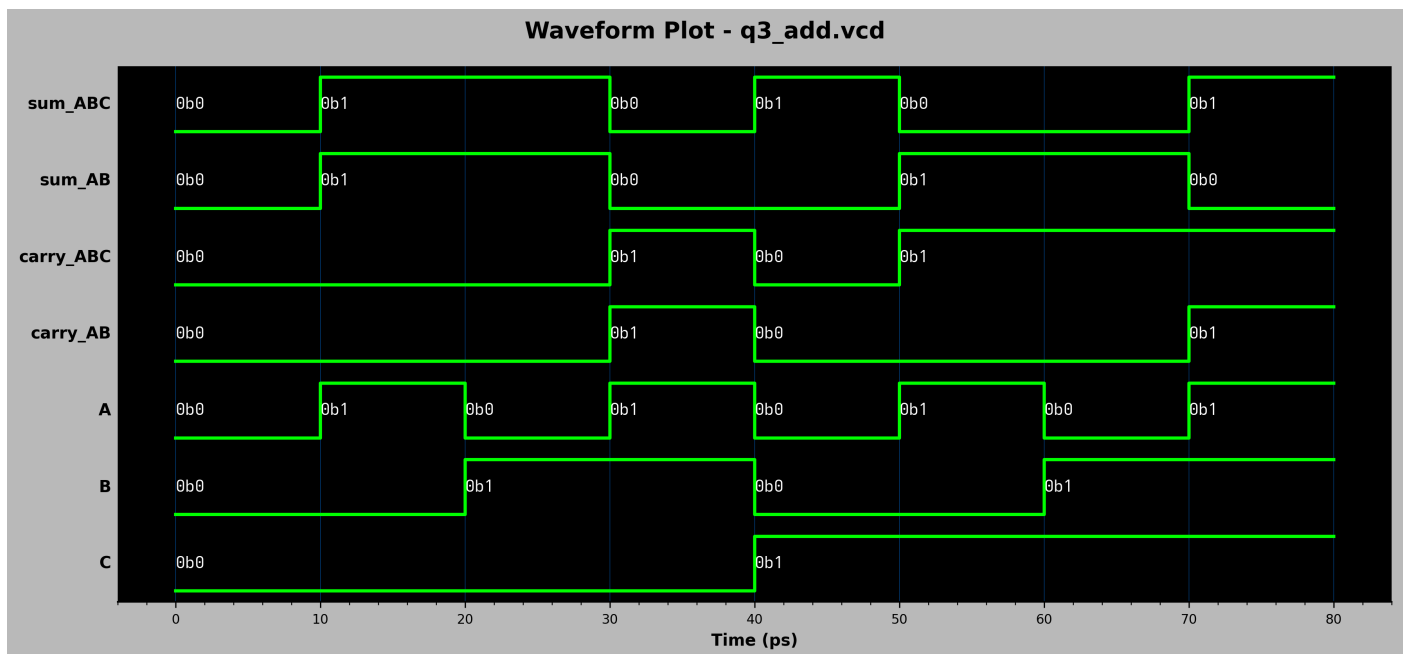 Waveform Plot - q3_add.vcd
sum_ABC 0b0 0b1 0b0 0b1 0b0 0b1
sum_AB 0b0 0b1 0b0 0b1 0b0
carry_ABC 0b0 0b1 0b0 0b1
carry_AB 0b0 0b1 0b0 0b1
A 0b0 0b1 0b0 0b1 0b0 0b1 0b0 0b1
B 0b0 0b1 0b0 0b1
C 0b0 0b1
0 10 20 30 40 50 60 70 80
Time (ps)